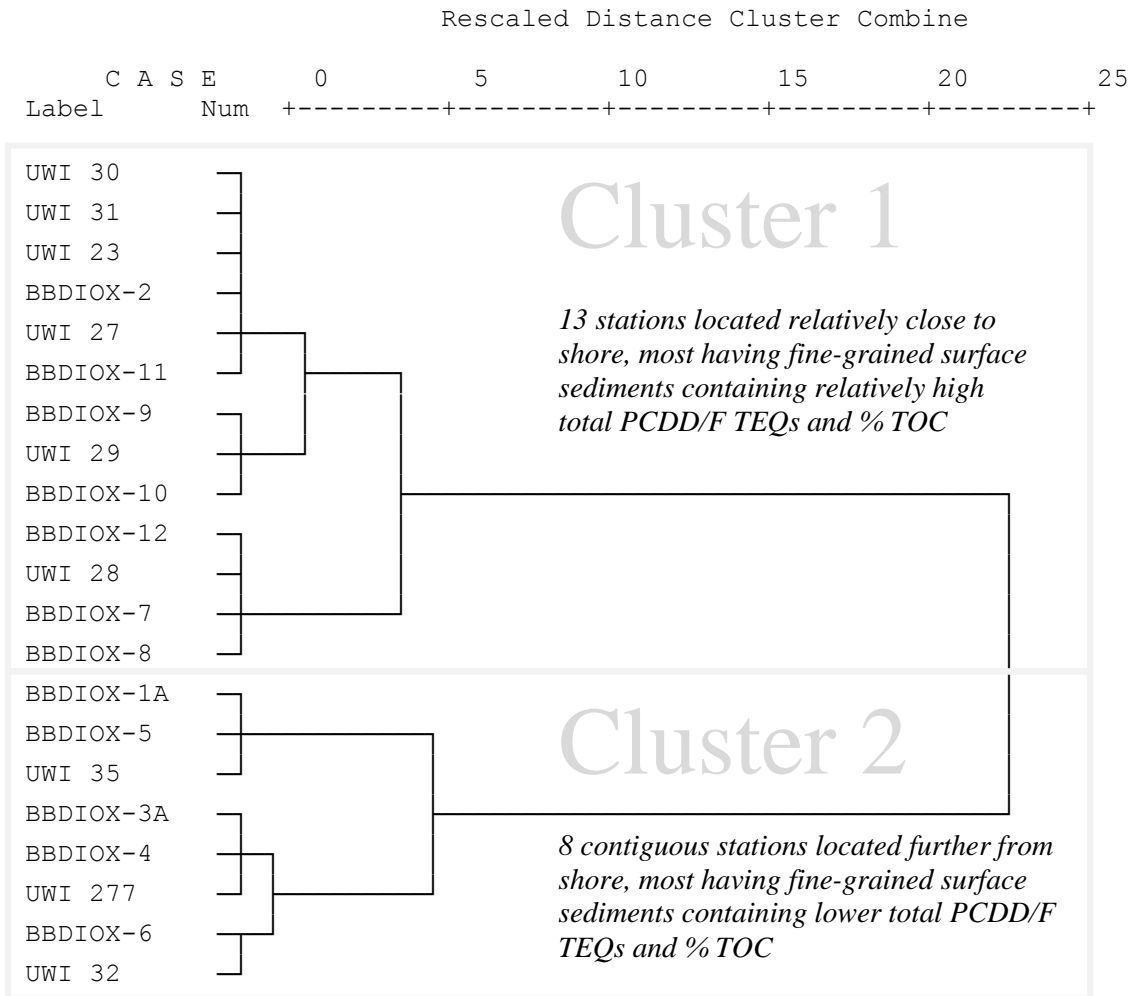 Rescaled Distance Cluster Combine
C A S E 0 5 10 15 20 25
Label Num +---------+---------+---------+---------+---------+
UWI 30
UWI 31
UWI 23
BBDIOX-2
UWI 27
BBDIOX-11
BBDIOX-9
UWI 29
BBDIOX-10
BBDIOX-12
UWI 28
BBDIOX-7
BBDIOX-8
Cluster 1
13 stations located relatively close to
shore, most having fine-grained surface
sediments containing relatively high
total PCDD/F TEQs and % TOC
BBDIOX-1A
BBDIOX-5
UWI 35
BBDIOX-3A
BBDIOX-4
UWI 277
BBDIOX-6
UWI 32
Cluster 2
8 contiguous stations located further from
shore, most having fine-grained surface
sediments containing lower total PCDD/F
TEQs and % TOC